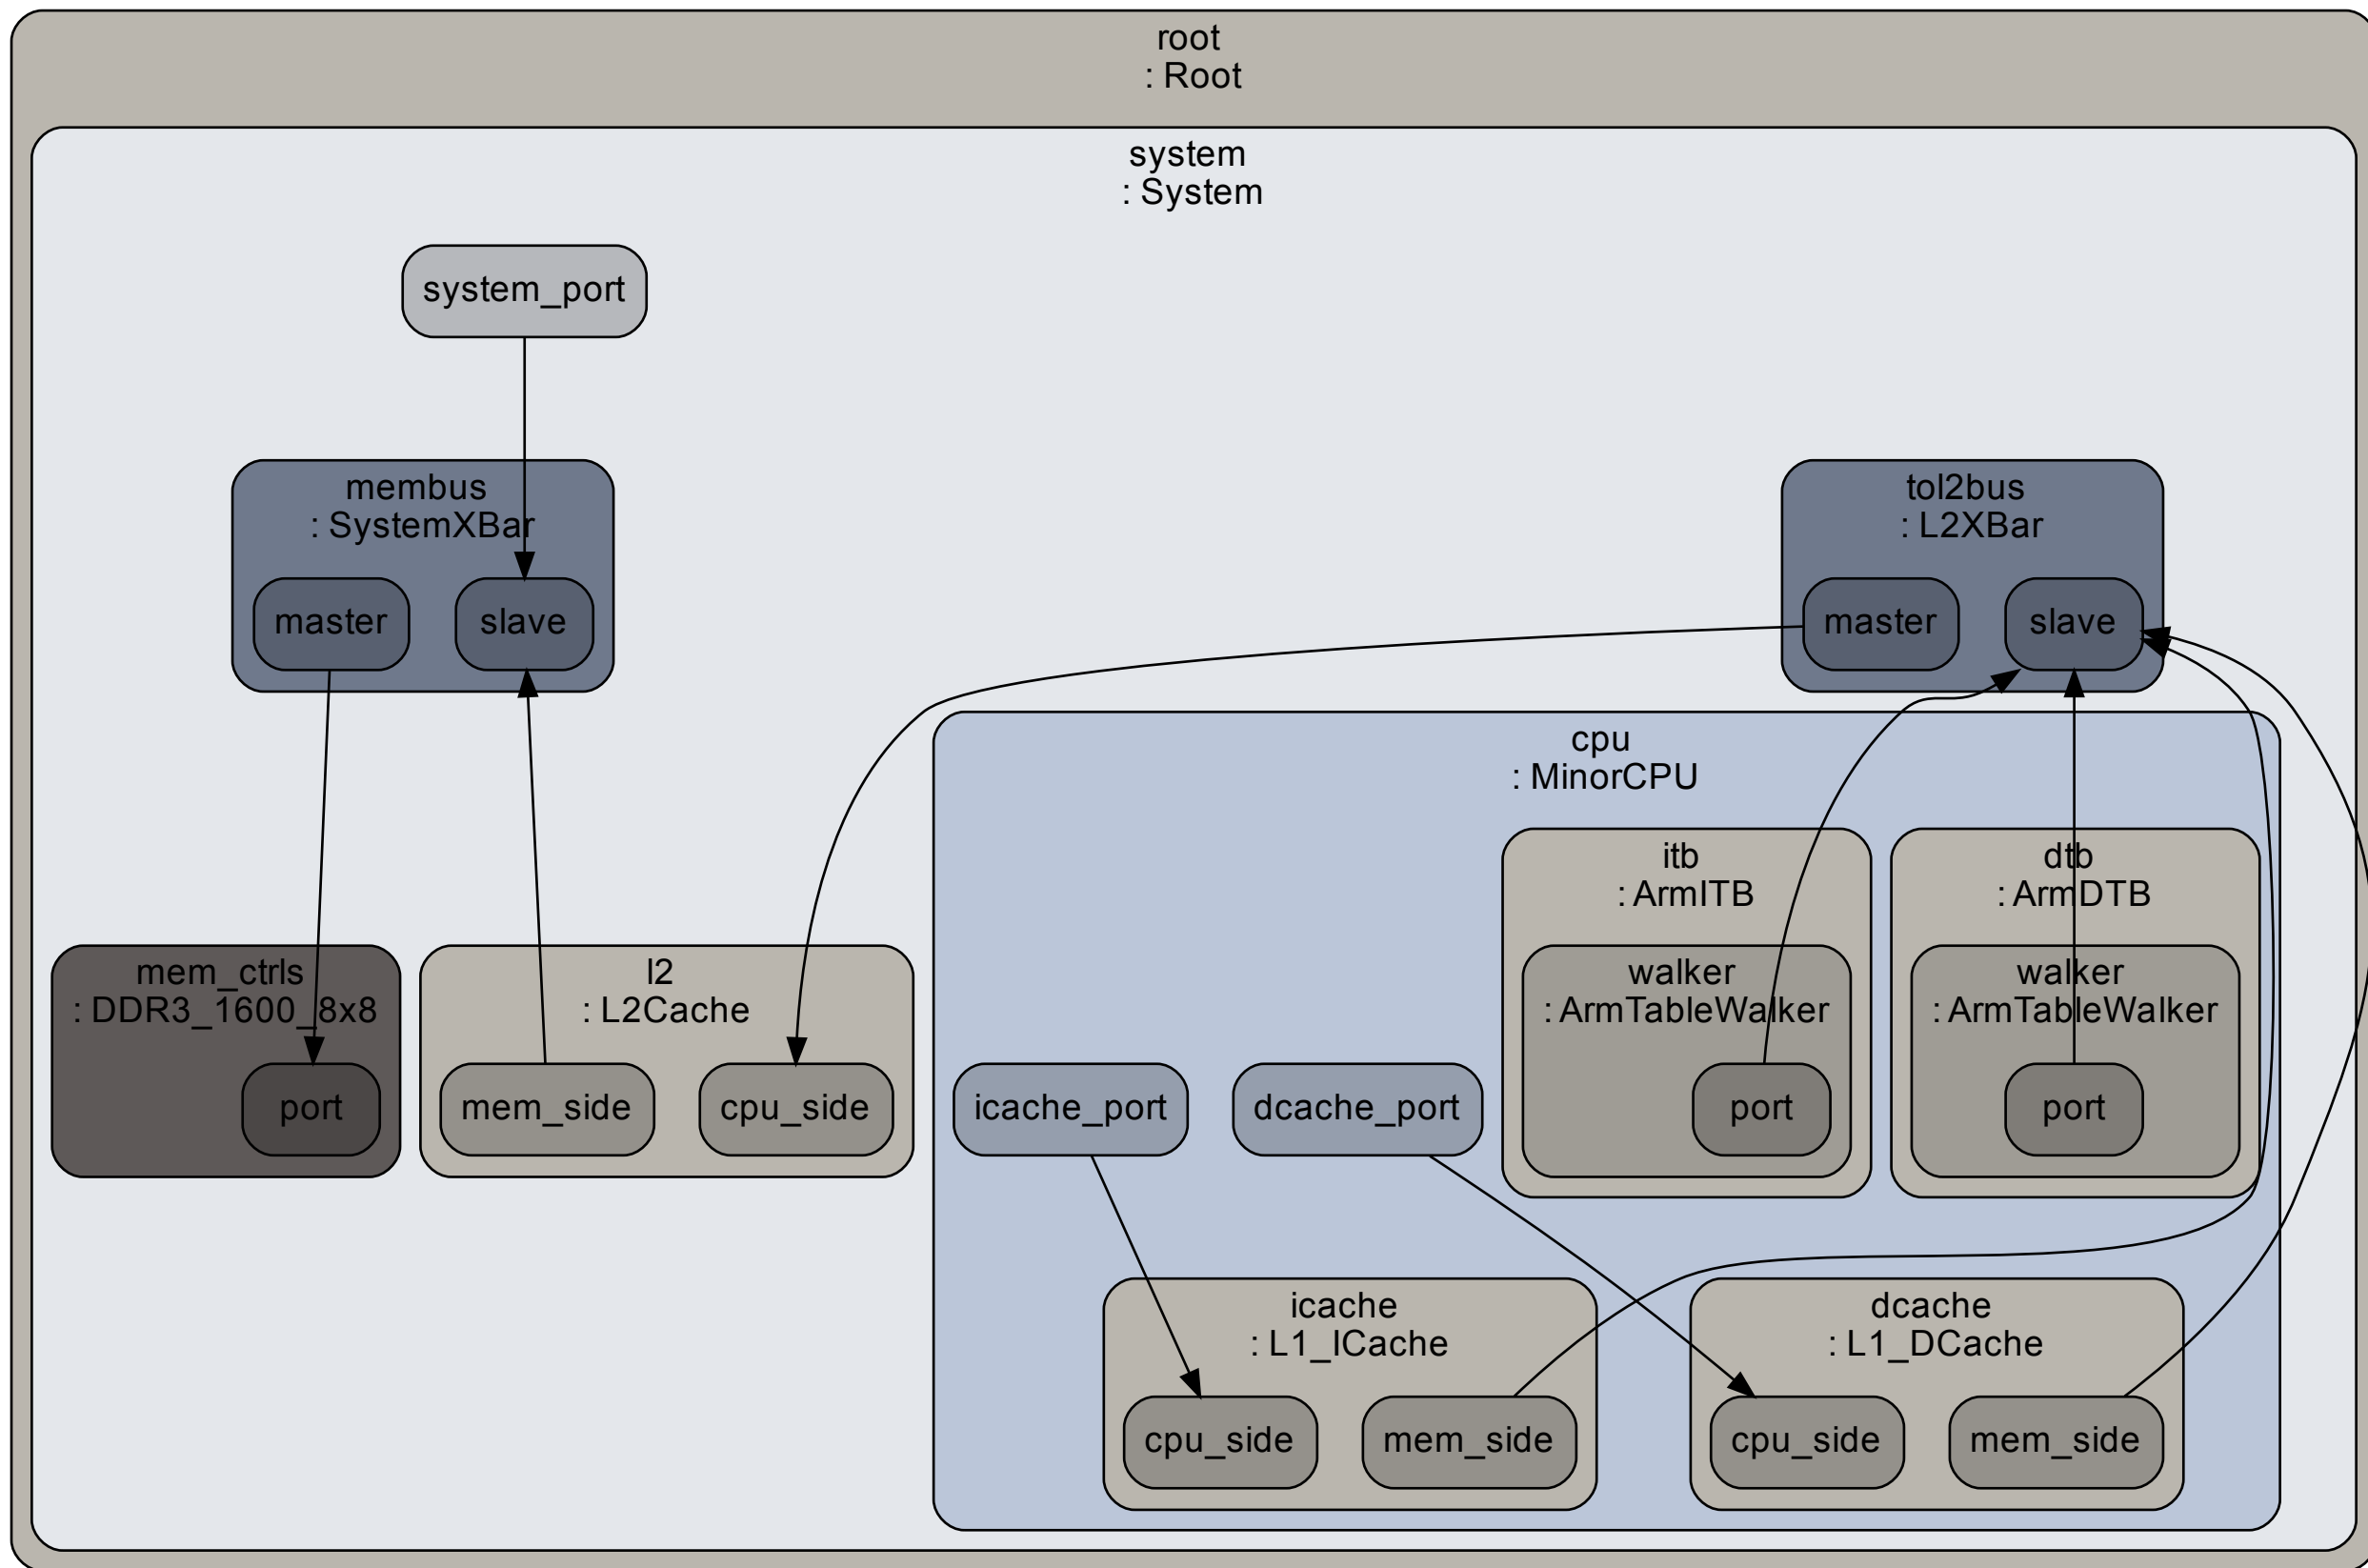 root
: Root
system
: System
system_port
membus
: SystemXBar
master
slave
tol2bus
: L2XBar
master
slave
cpu
: MinorCPU
itb
: ArmITB
dtb
: ArmDTB
mem_ctrls
: DDR3_1600_8x8
port
l2
: L2Cache
mem_side
cpu_side
walker
: ArmTableWalker
port
walker
: ArmTableWalker
port
icache_port
dcache_port
icache
: L1_ICache
cpu_side
mem_side
dcache
: L1_DCache
cpu_side
mem_side